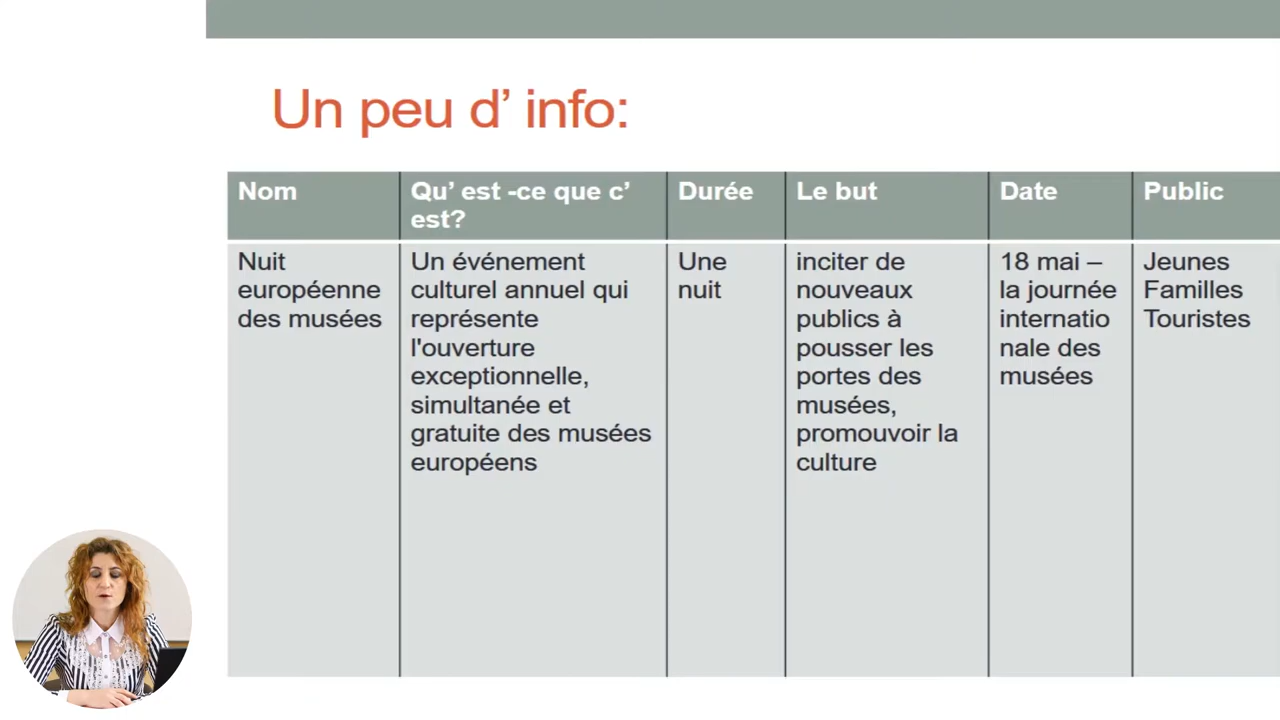 Un peu d’ info:
Nom
Qu’ est -ce que c’
est?
Durée
Le but
Date
Public
Nuit
européenne
des musées
Un événement
culturel annuel qui
représente
l'ouverture
exceptionnelle,
simultanée et
gratuite des musées
européens
Une
nuit
inciter de
nouveaux
publics à
pousser les
portes des
musées,
promouvoir la
culture
18 mai –
la journée
internatio
nale des
musées
Jeunes
Familles
Touristes